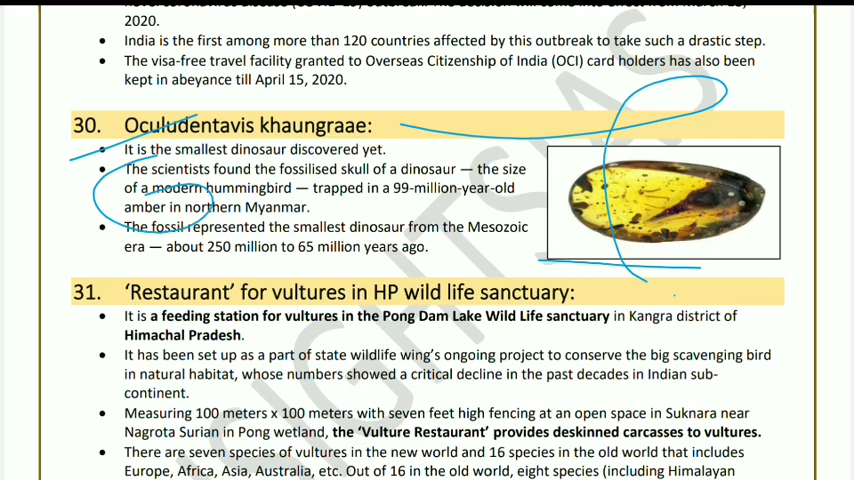 2020.
• India is the first among more than 120 countries affected by this outbreak to take such a drastic step.
• The visa-free travel facility granted to Overseas Citizenship of India (OCI) card holders has also been
kept in abeyance till April 15, 2020.
30. Oculudentavis khaungraae:
• It is the smallest dinosaur discovered yet.
• The scientists found the fossilised skull of a dinosaur — the size
of a modern hummingbird — trapped in a 99-million-year-old
amber in northern Myanmar.
• The fossil represented the smallest dinosaur from the Mesozoic
era — about 250 million to 65 million years ago.
31. ‘Restaurant’ for vultures in HP wild life sanctuary:
• It is a feeding station for vultures in the Pong Dam Lake Wild Life sanctuary in Kangra district of
Himachal Pradesh.
• It has been set up as a part of state wildlife wing’s ongoing project to conserve the big scavenging bird
in natural habitat, whose numbers showed a critical decline in the past decades in Indian sub-
continent.
• Measuring 100 meters x 100 meters with seven feet high fencing at an open space in Suknara near
Nagrota Surian in Pong wetland, the ‘Vulture Restaurant’ provides deskinned carcasses to vultures.
• There are seven species of vultures in the new world and 16 species in the old world that includes
Europe, Africa, Asia, Australia, etc. Out of 16 in the old world, eight species (including Himalayan